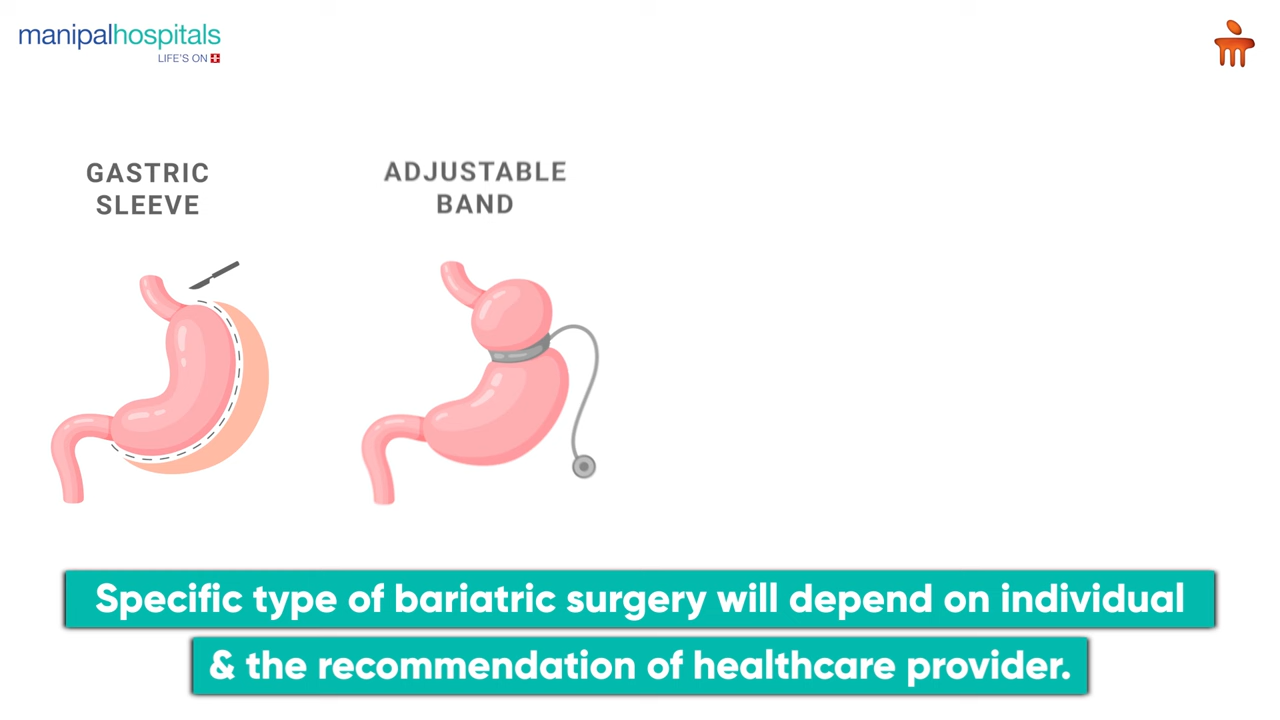 manipalhospitals
LIFE'S ON
GASTRIC
SLEEVE
ADJUSTABLE
BAND
Specific type of bariatric surgery will depend on individual
& the recommendation of healthcare provider.